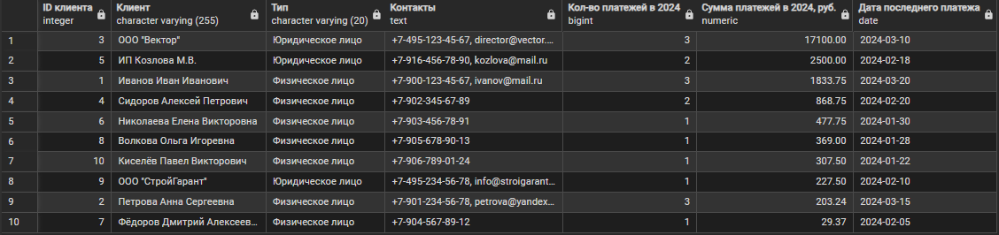 ID клиента Клиент Тип Контакты Кол-во платежей в 2024 Сумма платежей в 2024, руб. Дата последнего платежа
integer character varying (255) character varying (20) text bigint numeric date
1 3 ООО "Вектор" Юридическое лицо +7-495-123-45-67, director@vector.... 3 17100.00 2024-03-10
2 5 ИП Козлова М.В. Юридическое лицо +7-916-456-78-90, kozlova@mail.ru 2 2500.00 2024-02-18
3 1 Иванов Иван Иванович Физическое лицо +7-900-123-45-67, ivanov@mail.ru 3 1833.75 2024-03-20
4 4 Сидоров Алексей Петрович Физическое лицо +7-902-345-67-89 2 868.75 2024-02-20
5 6 Николаева Елена Викторовна Физическое лицо +7-903-456-78-91 1 477.75 2024-01-30
6 8 Волкова Ольга Игоревна Физическое лицо +7-905-678-90-13 1 369.00 2024-01-28
7 10 Киселёв Павел Викторович Физическое лицо +7-906-789-01-24 1 307.50 2024-01-22
8 9 ООО "СтройГарант" Юридическое лицо +7-495-234-56-78, info@stroigarant... 1 227.50 2024-02-10
9 2 Петрова Анна Сергеевна Физическое лицо +7-901-234-56-78, petrova@yandex... 3 203.24 2024-03-15
10 7 Фёдоров Дмитрий Алексеев... Физическое лицо +7-904-567-89-12 1 29.37 2024-02-05